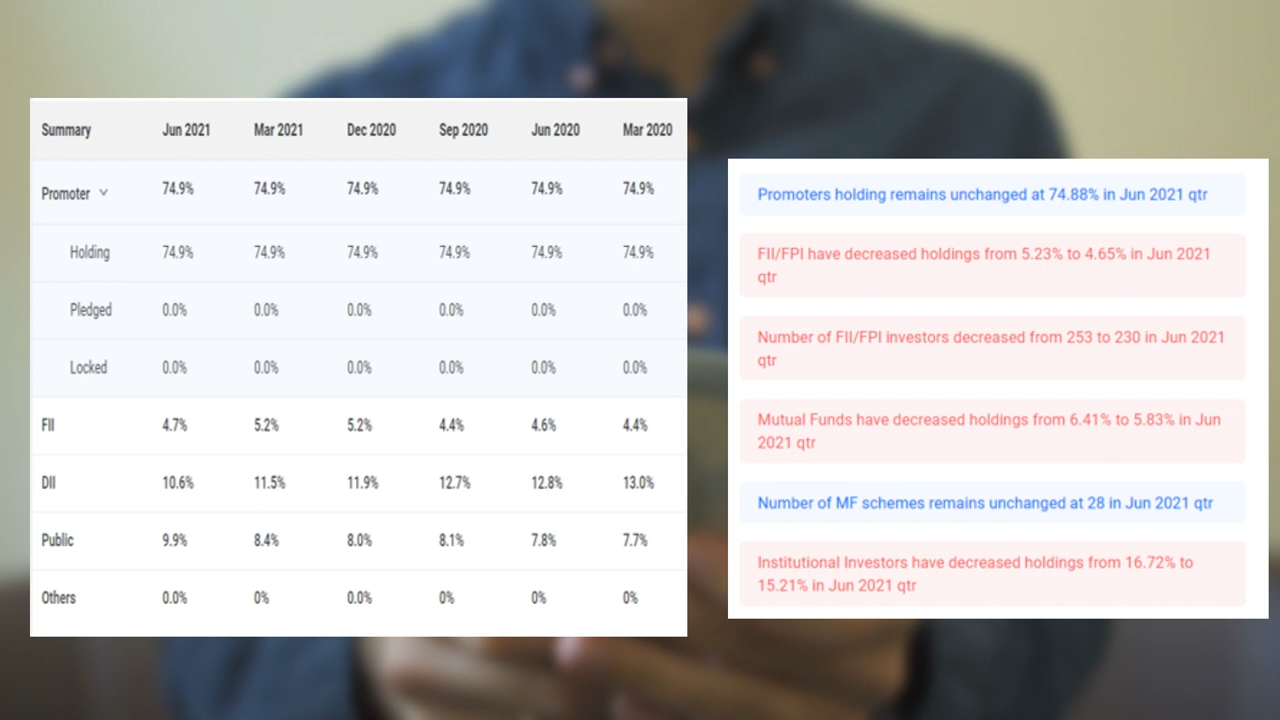 Summary Jun 2021 Mar 2021 Dec 2020 Sep 2020 Jun 2020 Mar 2020
Promoter 74.9% 74.9% 74.9% 74.9% 74.9% 74.9%
Holding 74.9% 74.9% 74.9% 74.9% 74.9% 74.9%
Pledged 0.0% 0.0% 0.0% 0.0% 0.0% 0.0%
Locked 0.0% 0.0% 0.0% 0.0% 0.0% 0.0%
FII 4.7% 5.2% 5.2% 4.4% 4.6% 4.4%
DII 10.6% 11.5% 11.9% 12.7% 12.8% 13.0%
Public 9.9% 8.4% 8.0% 8.1% 7.8% 7.7%
Others 0.0% 0% 0.0% 0% 0% 0%
Promoters holding remains unchanged at 74.88% in Jun 2021 qtr
FII/FPI have decreased holdings from 5.23% to 4.65% in Jun 2021
qtr
Number of FII/FPI investors decreased from 253 to 230 in Jun 2021
qtr
Mutual Funds have decreased holdings from 6.41% to 5.83% in Jun
2021 qtr
Number of MF schemes remains unchanged at 28 in Jun 2021 qtr
Institutional Investors have decreased holdings from 16.72% to
15.21% in Jun 2021 qtr